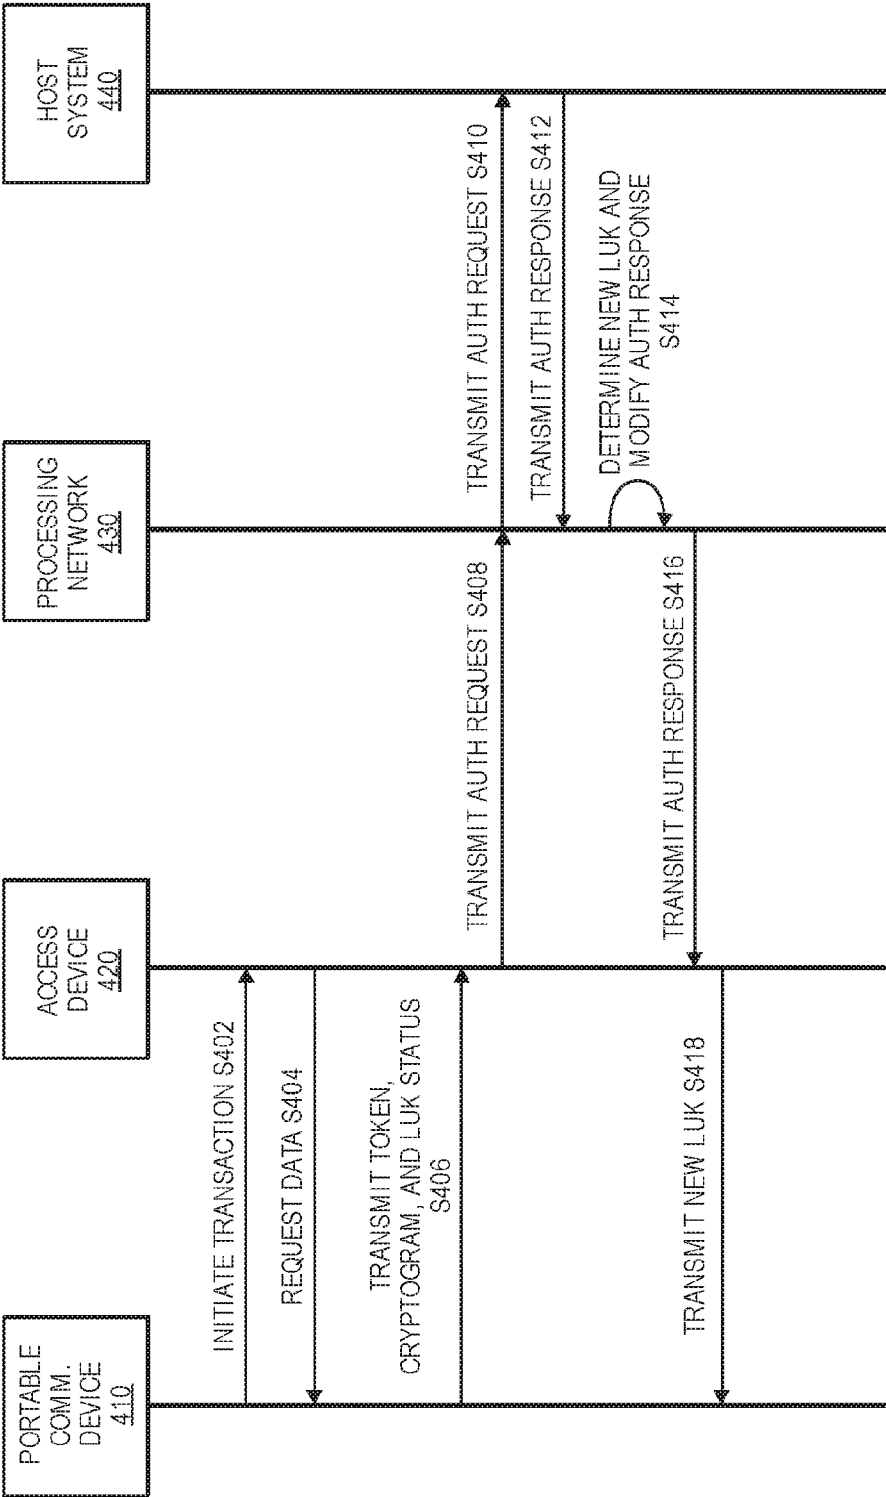 PORTABLE
COMM.
DEVICE
410
ACCESS
DEVICE
420
PROCESSING
NETWORK
430
HOST
SYSTEM
440
INITIATE TRANSACTION S402
REQUEST DATA S404
TRANSMIT TOKEN,
CRYPTOGRAM, AND LUK STATUS
S406
TRANSMIT AUTH REQUEST S408
TRANSMIT AUTH REQUEST S410
TRANSMIT AUTH RESPONSE S412
DETERMINE NEW LUK AND
MODIFY AUTH RESPONSE
S414
TRANSMIT AUTH RESPONSE S416
TRANSMIT NEW LUK S418